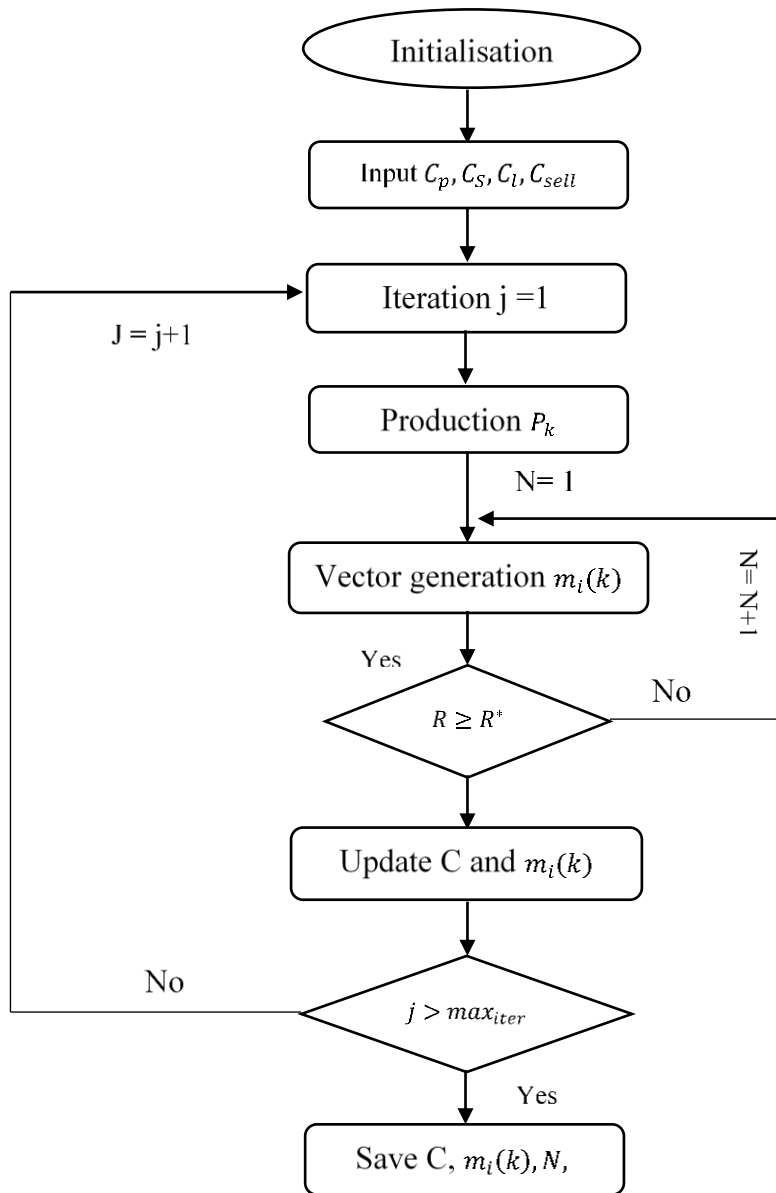 Initialisation
Input C_p, C_S, C_l, C_sell
Iteration j =1
J = j+1
Production P_k
N= 1
Vector generation m_i(k)
N= N+1
Yes
No
R ≥ R*
Update C and m_i(k)
No
j > max_iter
Yes
Save C, m_i(k), N,